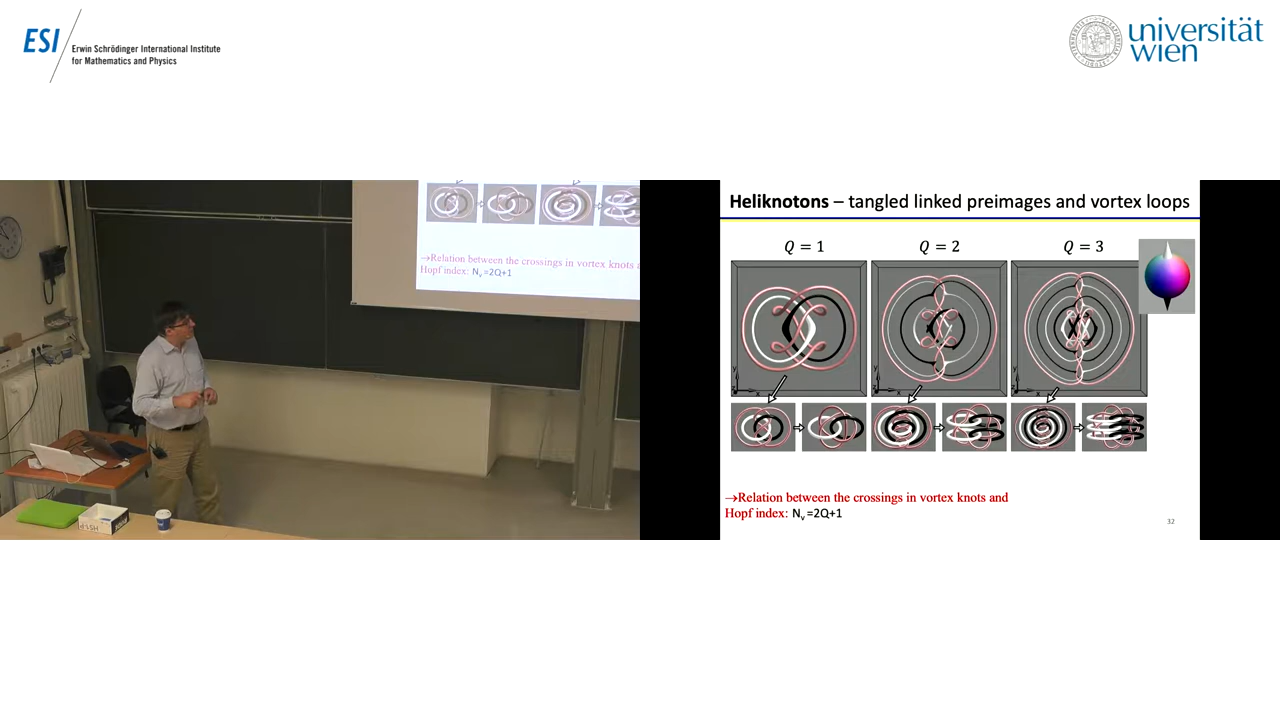 ESI
Erwin Schrödinger International Institute
for Mathematics and Physics
universität
wien
→Relation between the crossings in vortex knots a
Hopf index: Nv=2Q+1
Heliknotons – tangled linked preimages and vortex loops
Q = 1
Q = 2
Q = 3
y
z
x
y
z
x
y
z
x
→Relation between the crossings in vortex knots and
Hopf index: Nv=2Q+1
32